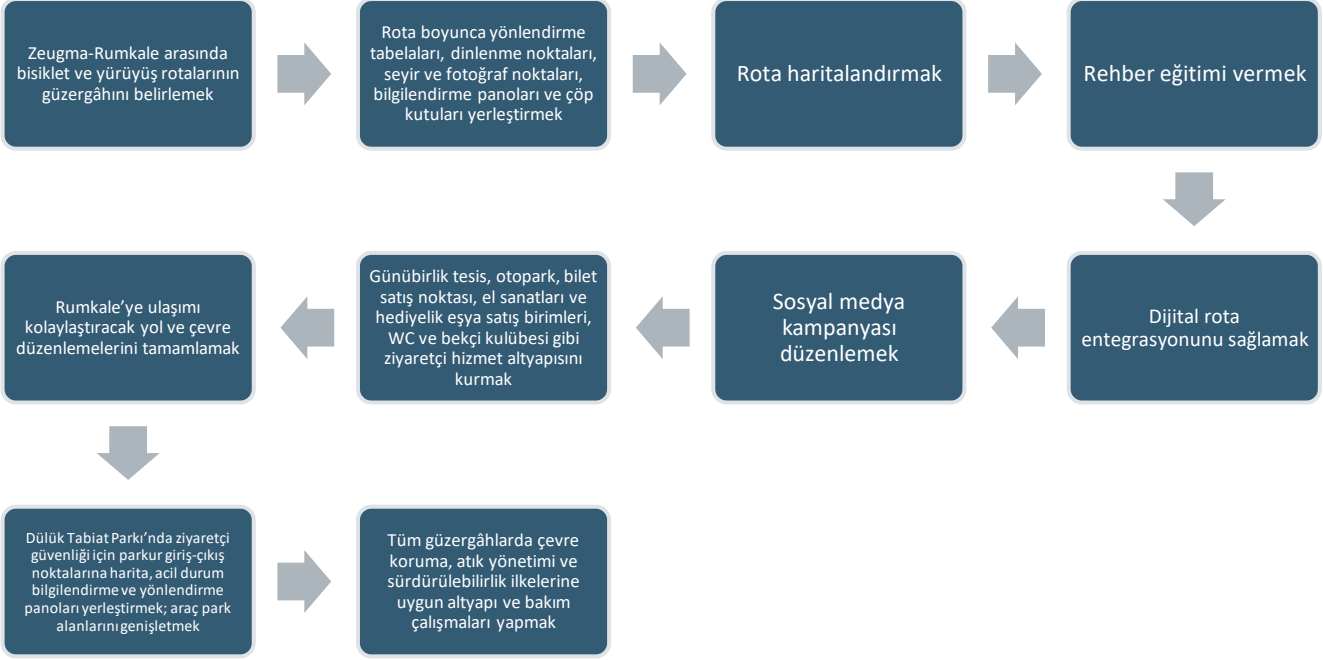 Zeugma-Rumkale arasında
bisiklet ve yürüyüş rotalarının
güzergâhını belirlemek
Rota boyunca yönlendirme
tabelaları, dinlenme noktaları,
seyir ve fotoğraf noktaları,
bilgilendirme panoları ve çöp
kutuları yerleştirmek
Rota haritalandırmak
Rehber eğitimi vermek
Dijital rota
entegrasyonunu sağlamak
Sosyal medya
kampanyası
düzenlemek
Günübirlik tesis, otopark, bilet
satış noktası, el sanatları ve
hediyelik eşya satış birimleri,
WC ve bekçi kulübesi gibi
ziyaretçi hizmet altyapısını
kurmak
Rumkale’ye ulaşımı
kolaylaştıracak yol ve çevre
düzenlemelerini tamamlamak
Dülük Tabiat Parkı’nda ziyaretçi
güvenliği için parkur giriş-çıkış
noktalarına harita, acil durum
bilgilendirme ve yönlendirme
panoları yerleştirmek; araç park
alanlarını genişletmek
Tüm güzergâhlarda çevre
koruma, atık yönetimi ve
sürdürülebilirlik ilkelerine
uygun altyapı ve bakım
çalışmaları yapmak